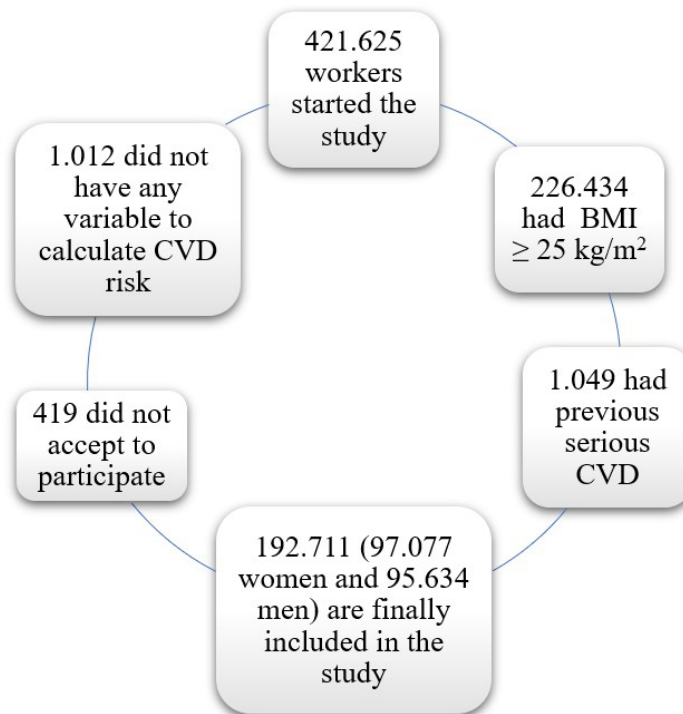 421.625
workers
started the
study
226.434
had BMI
≥ 25 kg/m²
1.049 had
previous
serious
CVD
192.711 (97.077
women and 95.634
men) are finally
included in the
study
419 did not
accept to
participate
1.012 did not
have any
variable to
calculate CVD
risk